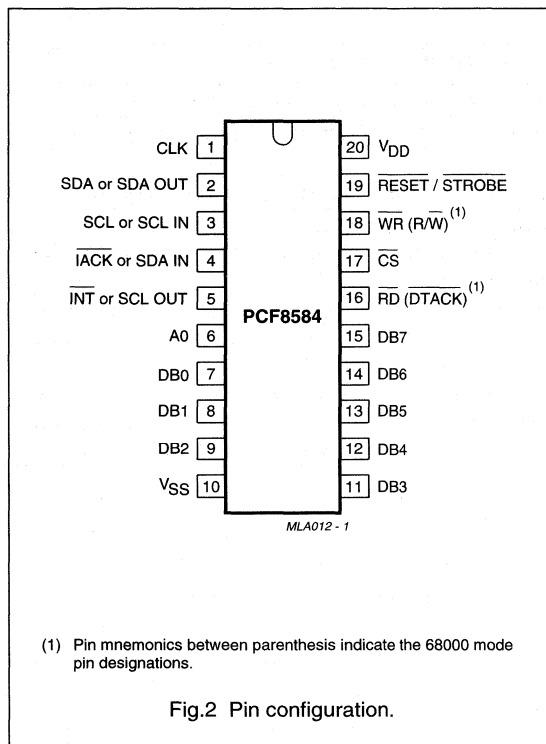 CLK 1 20 VDD
SDA or SDA OUT 2 19 RESET / STROBE
SCL or SCL IN 3 18 WR (R/W) (1)
IACK or SDA IN 4 17 CS
INT or SCL OUT 5 16 RD (DTACK) (1)
PCF8584
A0 6 15 DB7
DB0 7 14 DB6
DB1 8 13 DB5
DB2 9 12 DB4
VSS 10 11 DB3
MLA012 - 1
(1) Pin mnemonics between parenthesis indicate the 68000 mode
pin designations.
Fig.2 Pin configuration.